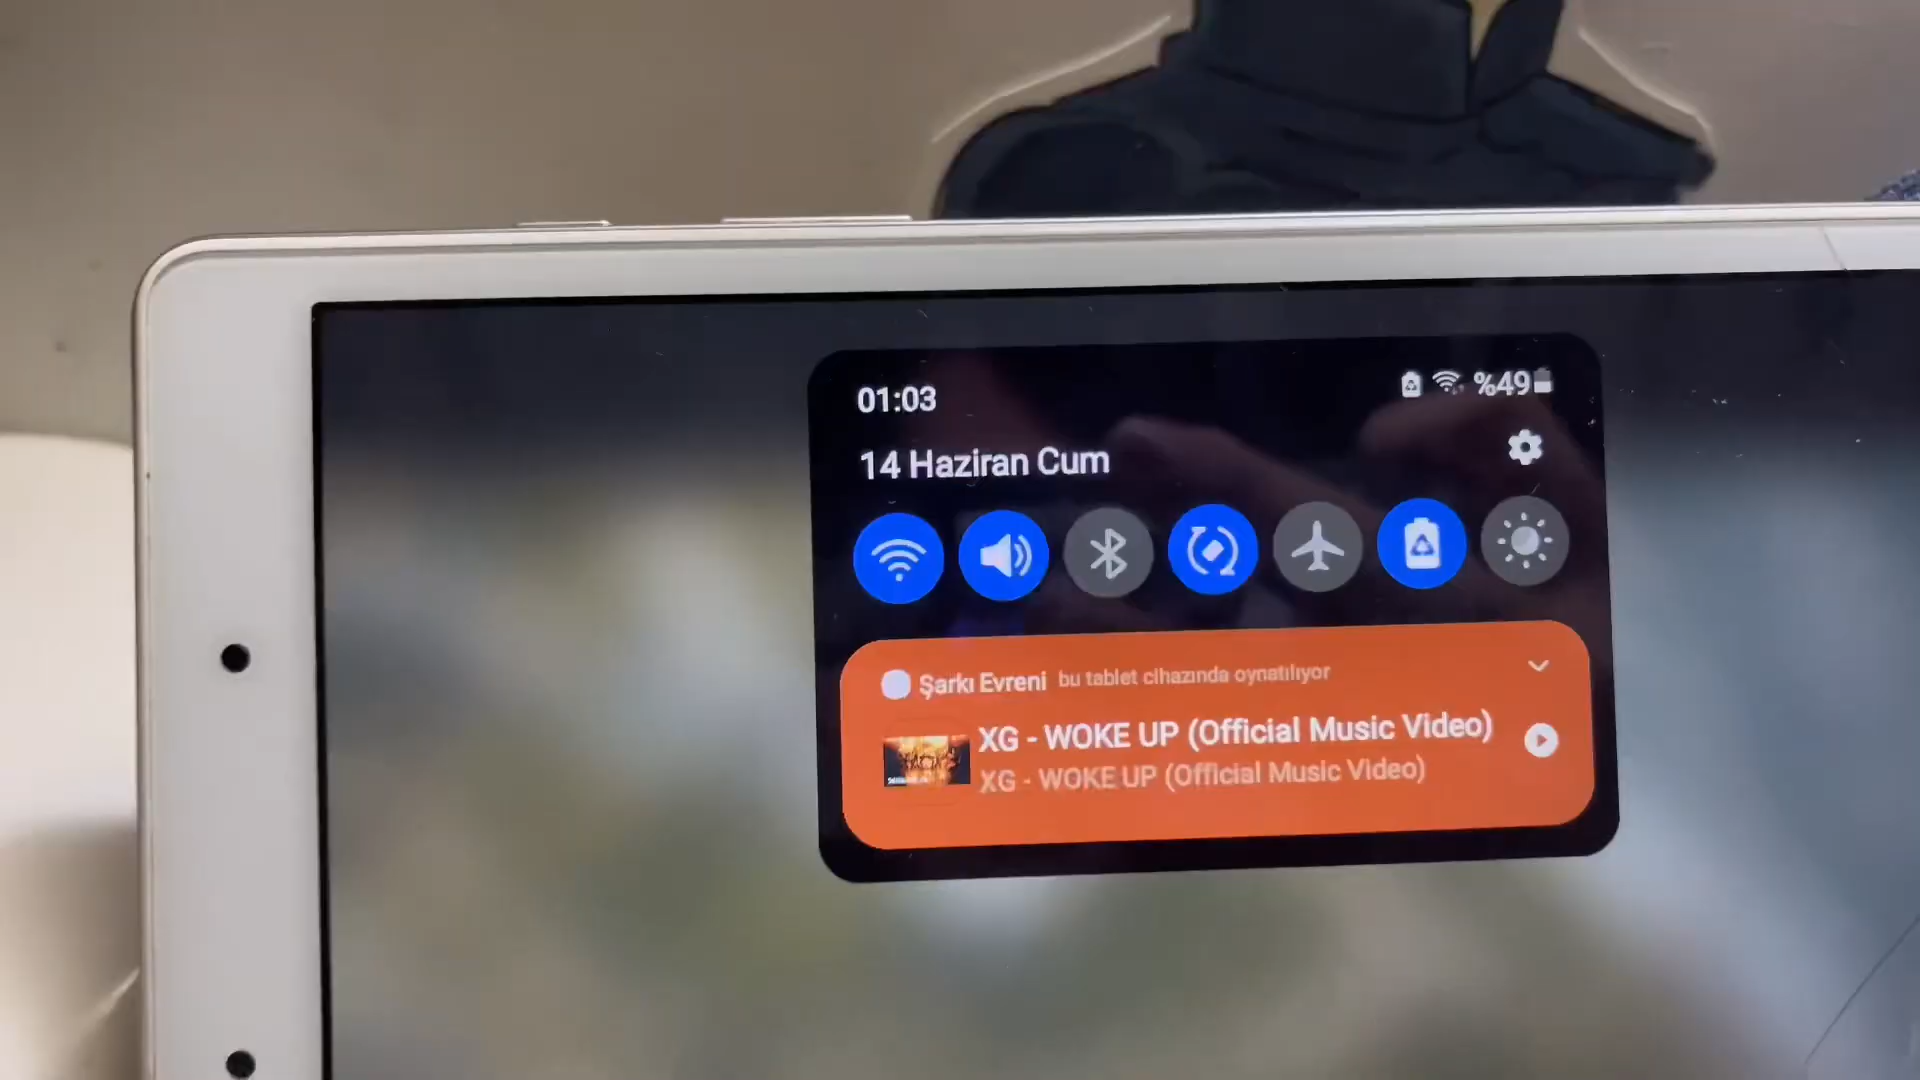 01:03
%49
14 Haziran Cum
Şarkı Evreni bu tablet cihazında oynatılıyor
XG - WOKE UP (Official Music Video)
XG - WOKE UP (Official Music Video)